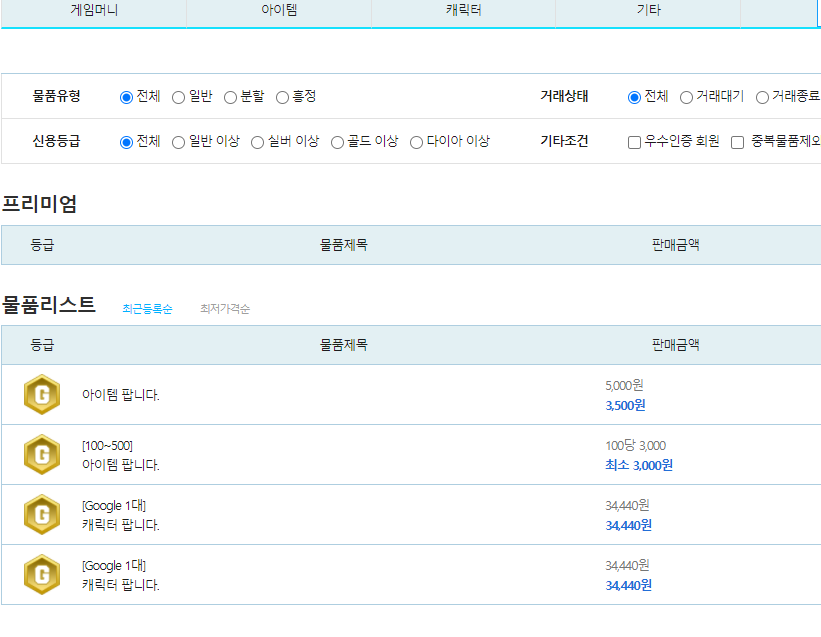 게임머니 아이템 캐릭터 기타
물품유형 전체 일반 분할 흥정 거래상태 전체 거래대기 거래종료
신용등급 전체 일반 이상 실버 이상 골드 이상 다이아 이상 기타조건 우수인증 회원 중복물품제외
프리미엄
등급 물품제목 판매금액
물품리스트 최근등록순 최저가격순
등급 물품제목 판매금액
G 아이템 팝니다. 5,000원
3,500원
G [100~500] 100당 3,000
아이템 팝니다. 최소 3,000원
G [Google 1대] 34,440원
캐릭터 팝니다. 34,440원
G [Google 1대] 34,440원
캐릭터 팝니다. 34,440원